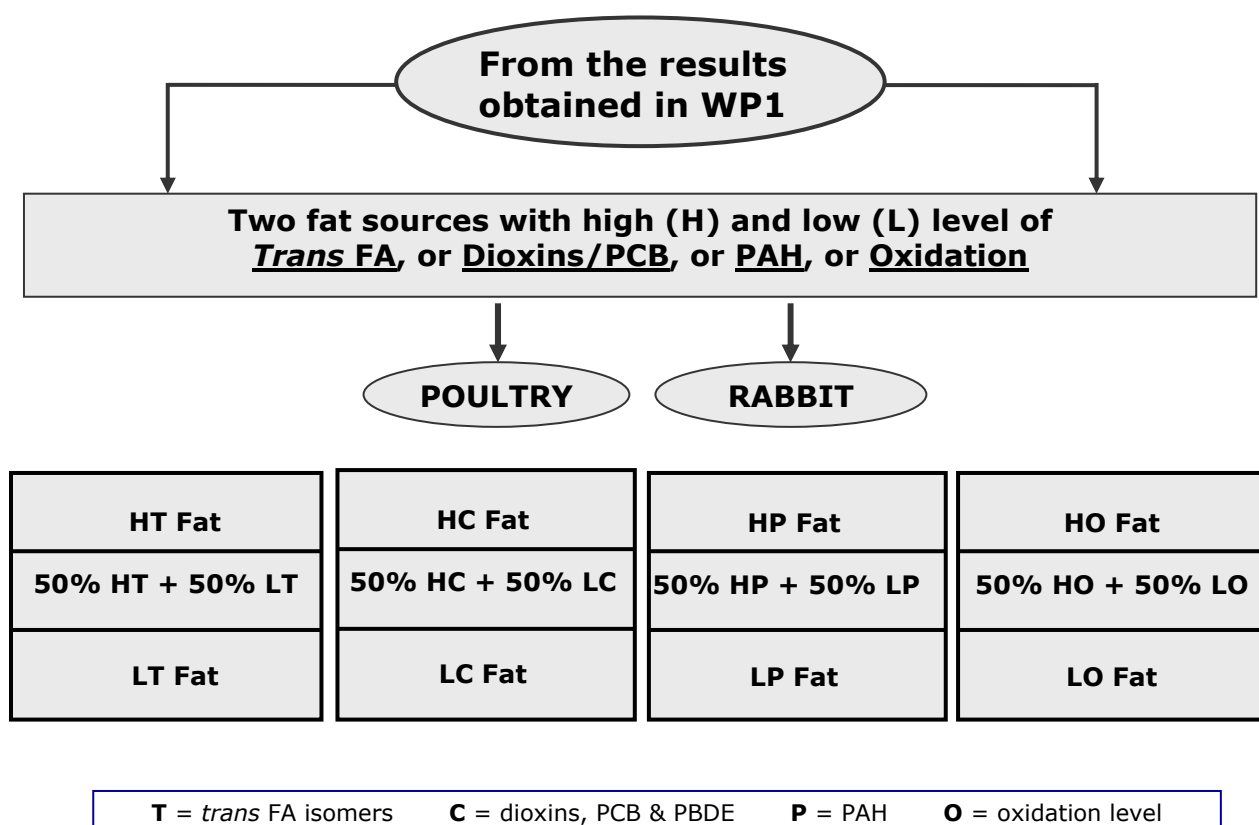 From the results
obtained in WP1
Two fat sources with high (H) and low (L) level of
Trans FA, or Dioxins/PCB, or PAH, or Oxidation
POULTRY
RABBIT
HT Fat
HC Fat
HP Fat
HO Fat
50% HT + 50% LT
50% HC + 50% LC
50% HP + 50% LP
50% HO + 50% LO
LT Fat
LC Fat
LP Fat
LO Fat
T = trans FA isomers C = dioxins, PCB & PBDE P = PAH O = oxidation level